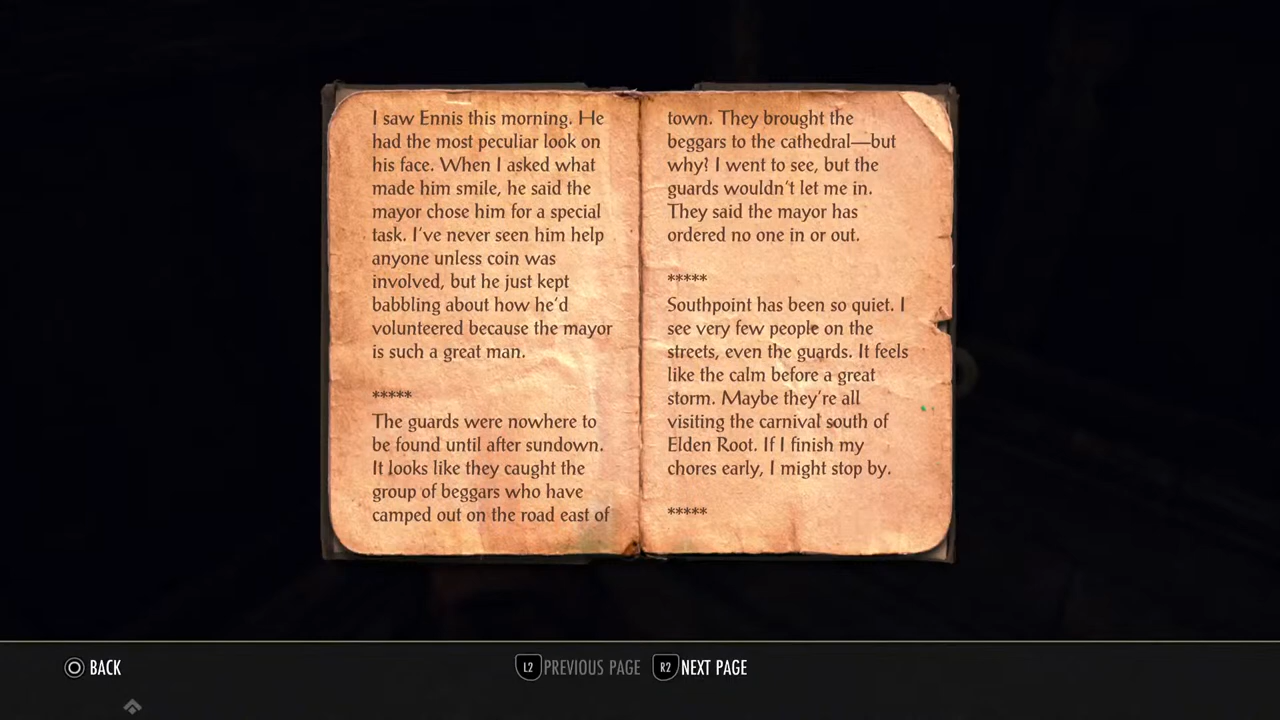 I saw Ennis this morning. He
had the most peculiar look on
his face. When I asked what
made him smile, he said the
mayor chose him for a special
task. I've never seen him help
anyone unless coin was
involved, but he just kept
babbling about how he'd
volunteered because the mayor
is such a great man.
*****
The guards were nowhere to
be found until after sundown.
It looks like they caught the
group of beggars who have
camped out on the road east of
town. They brought the
beggars to the cathedral—but
why? I went to see, but the
guards wouldn't let me in.
They said the mayor has
ordered no one in or out.
*****
Southpoint has been so quiet. I
see very few people on the
streets, even the guards. It feels
like the calm before a great
storm. Maybe they're all
visiting the carnival south of
Elden Root. If I finish my
chores early, I might stop by.
*****
BACK
L2 PREVIOUS PAGE R2 NEXT PAGE